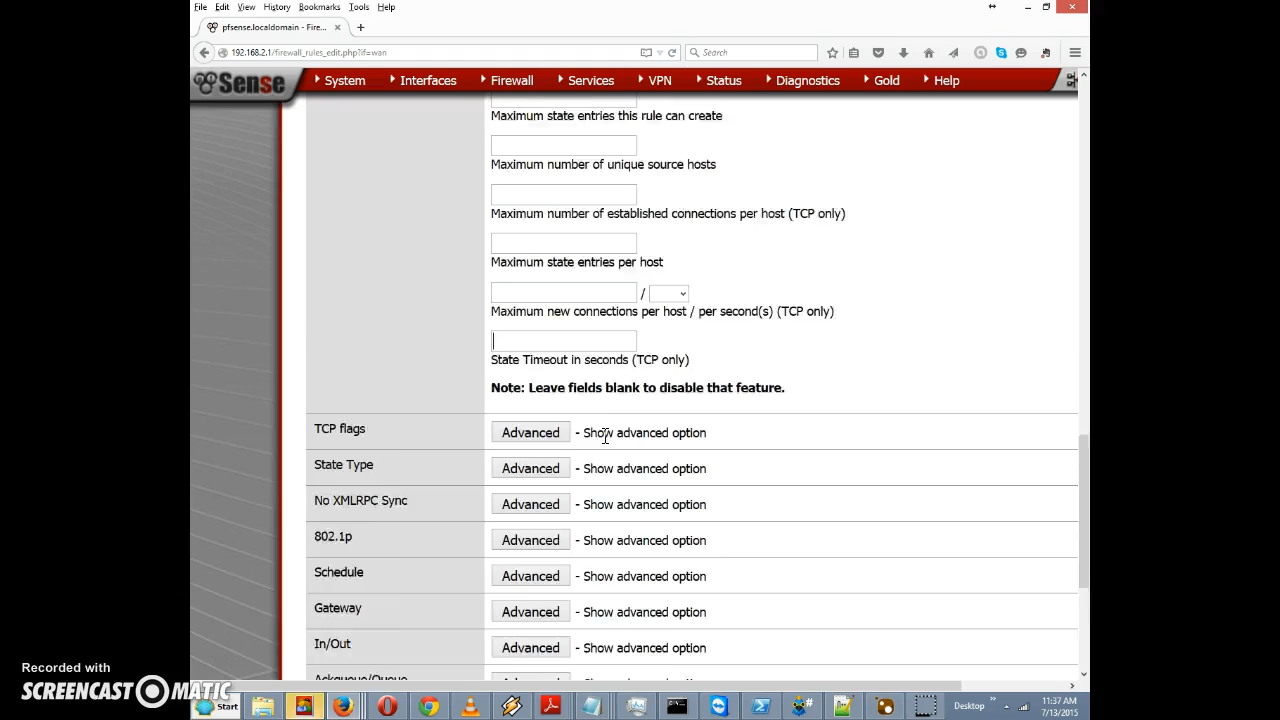 File Edit View History Bookmarks Tools Help
pfsense.localdomain - Fire...
192.168.2.1/firewall_rules_edit.php?if=wan
Search
Sense System Interfaces Firewall Services VPN Status Diagnostics Gold Help
Maximum state entries this rule can create
Maximum number of unique source hosts
Maximum number of established connections per host (TCP only)
Maximum state entries per host
/
Maximum new connections per host / per second(s) (TCP only)
State Timeout in seconds (TCP only)
Note: Leave fields blank to disable that feature.
TCP flags Advanced - Show advanced option
State Type Advanced - Show advanced option
No XMLRPC Sync Advanced - Show advanced option
802.1p Advanced - Show advanced option
Schedule Advanced - Show advanced option
Gateway Advanced - Show advanced option
In/Out Advanced - Show advanced option
Ackqueue/Queue
Recorded with
SCREENCAST-O-MATIC
Start
Desktop
11:37 AM
7/13/2015